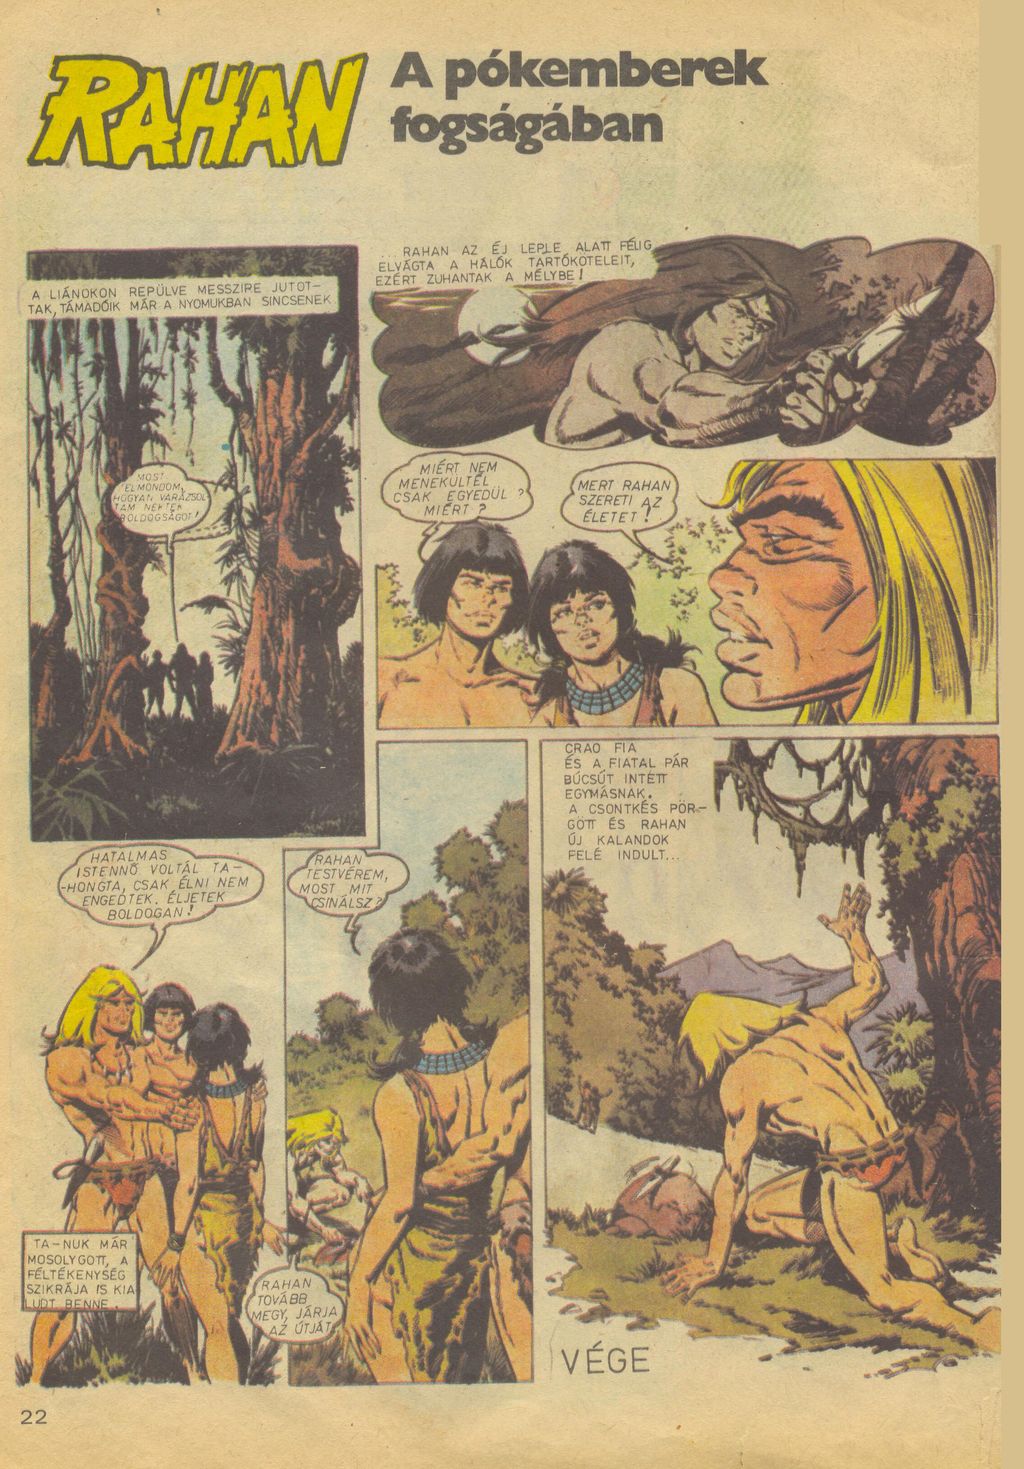 RAHAN
A pókemberek
fogságában
A LIÁNOKON REPÜLVE MESSZIRE JUTOT-
TAK, TÁMADÓIK MÁR A NYOMUKBAN SINCSENEK.
MOST
ELMONDOM,
HOGYAN VARÁZSOL-
TAM NEKTEK
BOLDOGSÁGOT!
... RAHAN AZ ÉJ LEPLE ALATT FÉLIG
ELVÁGTA A HÁLÓK TARTÓKÖTELEIT,
EZÉRT ZUHANTAK A MÉLYBE!
MIÉRT NEM
MENEKÜLTÉL
CSAK EGYEDÜL ?
MIÉRT ?
MERT RAHAN
SZERETI AZ
ÉLETET !
HATALMAS
ISTENNŐ VOLTÁL TA-
-HONGTA, CSAK ÉLNI NEM
ENGEDTEK. ÉLJETEK
BOLDOGAN!
TA-NUK MÁR
MOSOLYGOTT, A
FÉLTÉKENYSÉG
SZIKRÁJA IS KIA
LUDT BENNE.
RAHAN
TESTVÉREM,
MOST MIT
CSINÁLSZ?
RAHAN
TOVÁBB
MEGY, JÁRJA
AZ ÚTJÁT.
CRAO FIA
ÉS A FIATAL PÁR
BÚCSÚT INTETT
EGYMÁSNAK.
A CSONTKÉS PÖR-
GÖTT ÉS RAHAN
ÚJ KALANDOK
FELÉ INDULT...
VÉGE
22